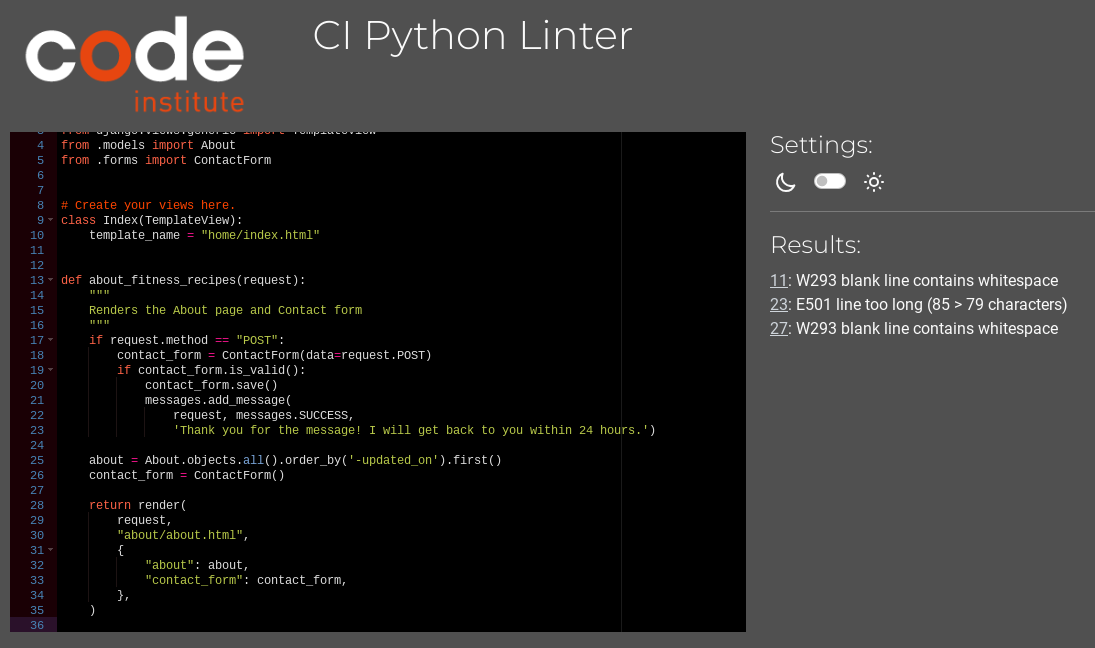 code
institute
CI Python Linter
3 from django.views.generic import TemplateView
4 from .models import About
5 from .forms import ContactForm
6
7
8 # Create your views here.
9 class Index(TemplateView):
10     template_name = "home/index.html"
11
12
13 def about_fitness_recipes(request):
14     """
15     Renders the About page and Contact form
16     """
17     if request.method == "POST":
18         contact_form = ContactForm(data=request.POST)
19         if contact_form.is_valid():
20             contact_form.save()
21             messages.add_message(
22                 request, messages.SUCCESS,
23                 'Thank you for the message! I will get back to you within 24 hours.')
24
25     about = About.objects.all().order_by('-updated_on').first()
26     contact_form = ContactForm()
27
28     return render(
29         request,
30         "about/about.html",
31         {
32             "about": about,
33             "contact_form": contact_form,
34         },
35     )
36
Settings:
Results:
11: W293 blank line contains whitespace
23: E501 line too long (85 > 79 characters)
27: W293 blank line contains whitespace